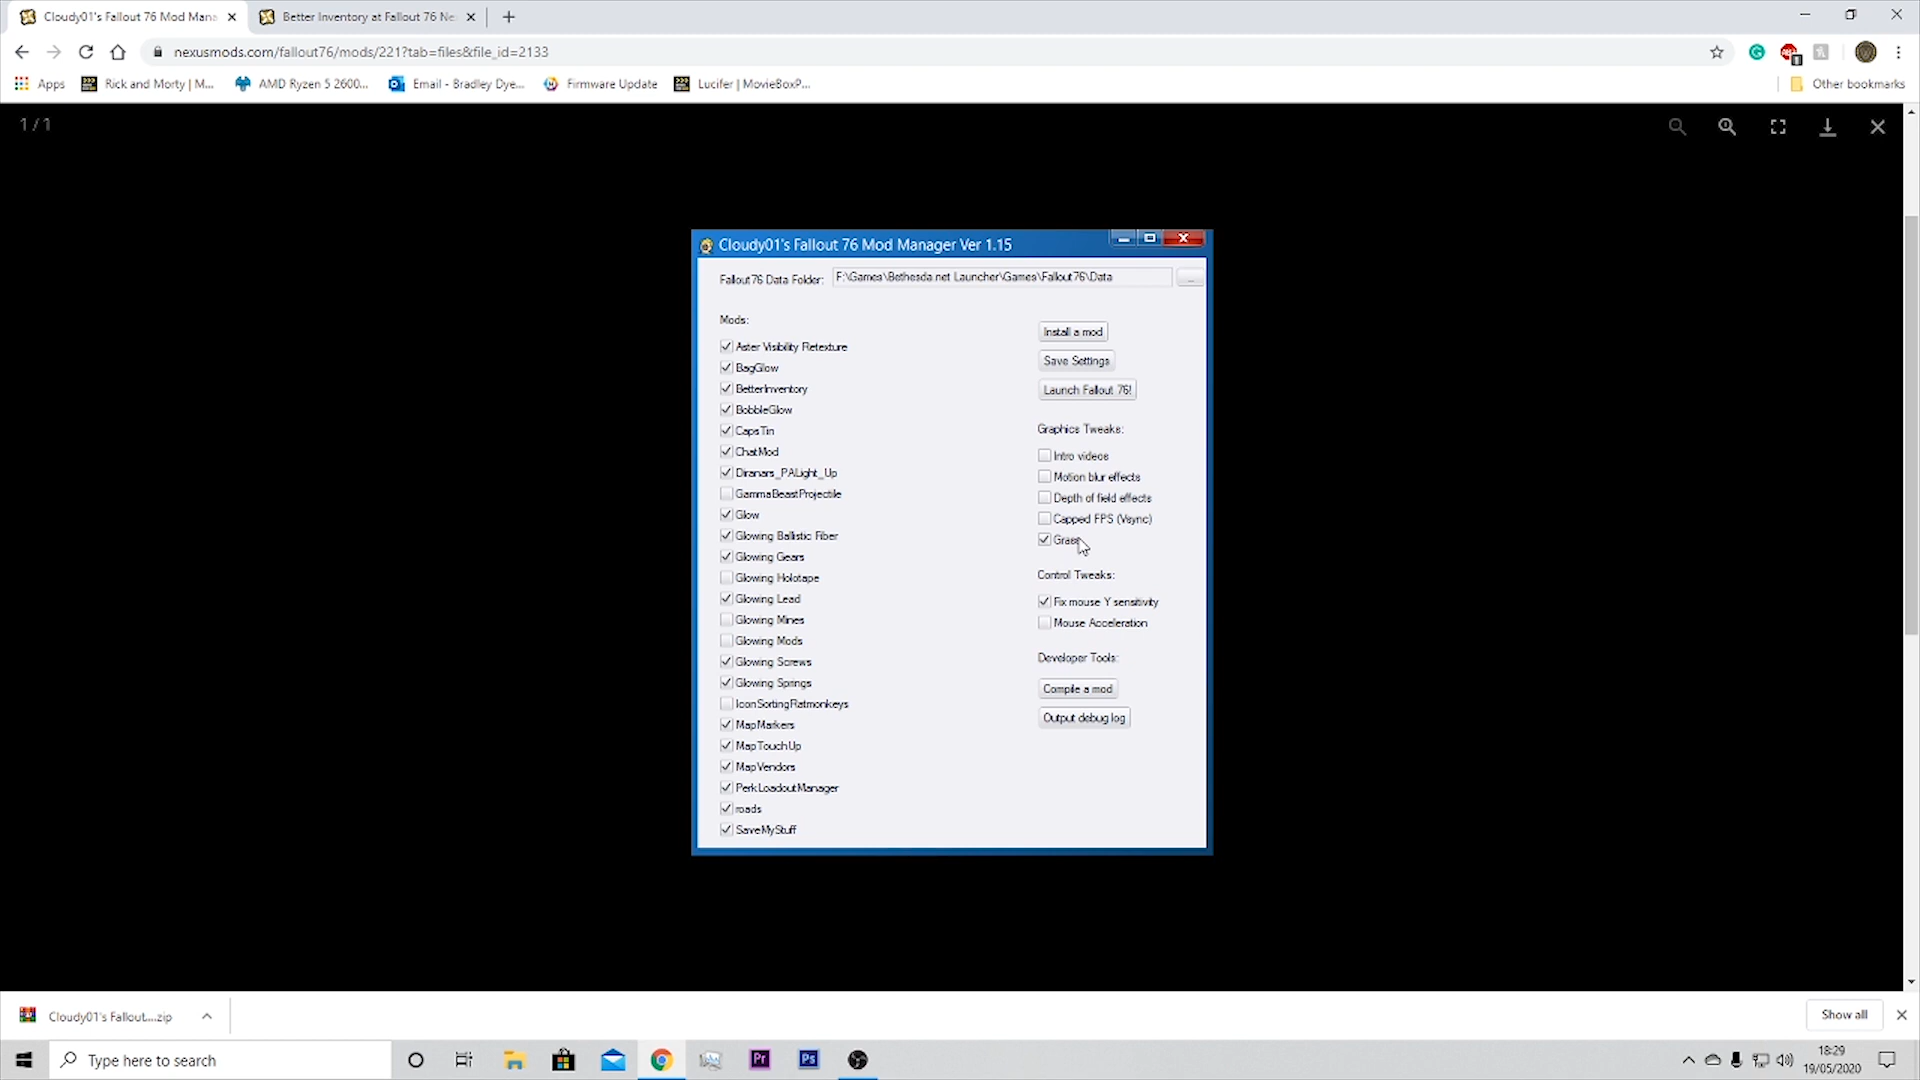 Cloudy01's Fallout 76 Mod Mana
Better Inventory at Fallout 76 Ne
nexusmods.com/fallout76/mods/221?tab=files&file_id=2133
Apps
Rick and Morty | M...
AMD Ryzen 5 2600...
Email - Bradley Dye...
Firmware Update
Lucifer | MovieBoxP...
Other bookmarks
1 / 1
Cloudy01's Fallout 76 Mod Manager Ver 1.15
Fallout76 Data Folder: F:\Games\Bethesda.net Launcher\Games\Fallout76\Data ...
Mods:
Aster Visibility Retexture
BagGlow
BetterInventory
BobbleGlow
CapsTin
ChatMod
Diranars_PALight_Up
GammaBeastProjectile
Glow
Glowing Ballistic Fiber
Glowing Gears
Glowing Holotape
Glowing Lead
Glowing Mines
Glowing Mods
Glowing Screws
Glowing Springs
IconSortingRatmonkeys
MapMarkers
MapTouchUp
MapVendors
PerkLoadoutManager
roads
SaveMyStuff
Install a mod
Save Settings
Launch Fallout 76!
Graphics Tweaks:
Intro videos
Motion blur effects
Depth of field effects
Capped FPS (Vsync)
Grass
Control Tweaks:
Fix mouse Y sensitivity
Mouse Acceleration
Developer Tools:
Compile a mod
Output debug log
Cloudy01's Fallout....zip
Show all
Type here to search
Pr
Ps
18:29
19/05/2020